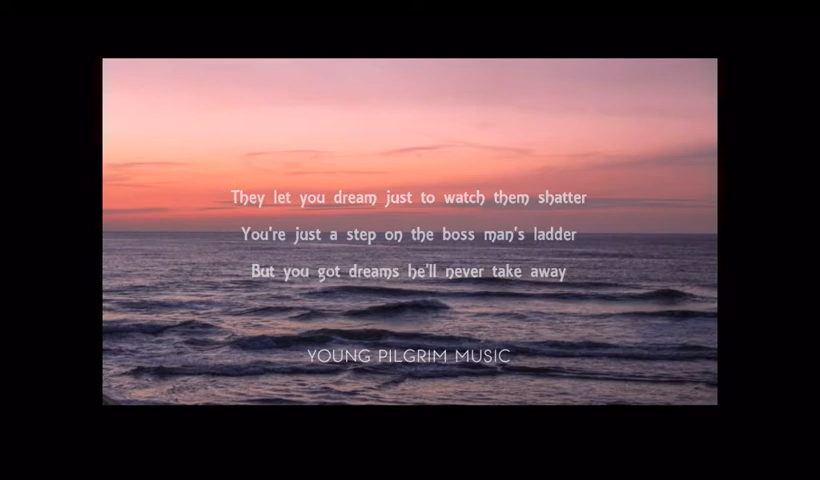 They let you dream just to watch them shatter
You're just a step on the boss man's ladder
But you got dreams he'll never take away
YOUNG PILGRIM MUSIC